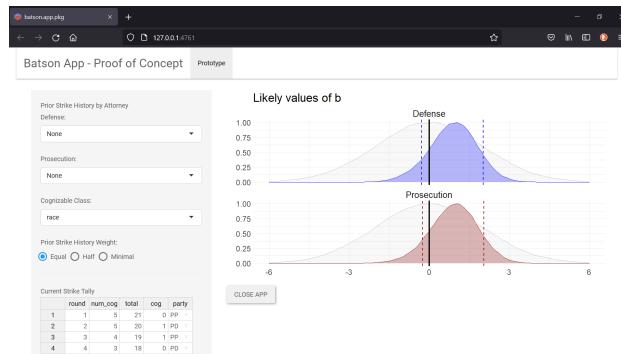 batson.app.pkg
127.0.0.1:4761
Batson App - Proof of Concept
Prototype
Prior Strike History by Attorney
Defense:
None
Prosecution:
None
Cognizable Class:
race
Prior Strike History Weight:
Equal Half Minimal
Current Strike Tally
round num_cog total cog party
1 1 5 21 0 PP
2 2 5 20 1 PD
3 3 4 19 1 PP
4 4 3 18 0 PD
Likely values of b
Defense
1.00
0.75
0.50
0.25
0.00
Prosecution
1.00
0.75
0.50
0.25
0.00
-6 -3 0 3 6
CLOSE APP